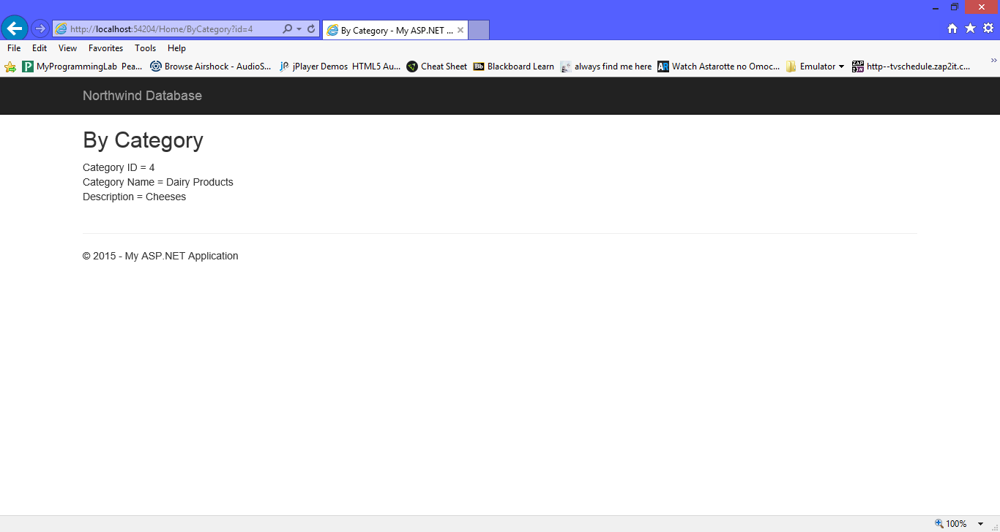 http://localhost:54204/Home/ByCategory?id=4 By Category - My ASP.NET ...
File Edit View Favorites Tools Help
MyProgrammingLab Pea... Browse Airshock - AudioS... jPlayer Demos HTML5 Au... Cheat Sheet Bb Blackboard Learn always find me here AR Watch Astarotte no Omoc... Emulator http--tvschedule.zap2it.c...
Northwind Database
By Category
Category ID = 4
Category Name = Dairy Products
Description = Cheeses
© 2015 - My ASP.NET Application
100%